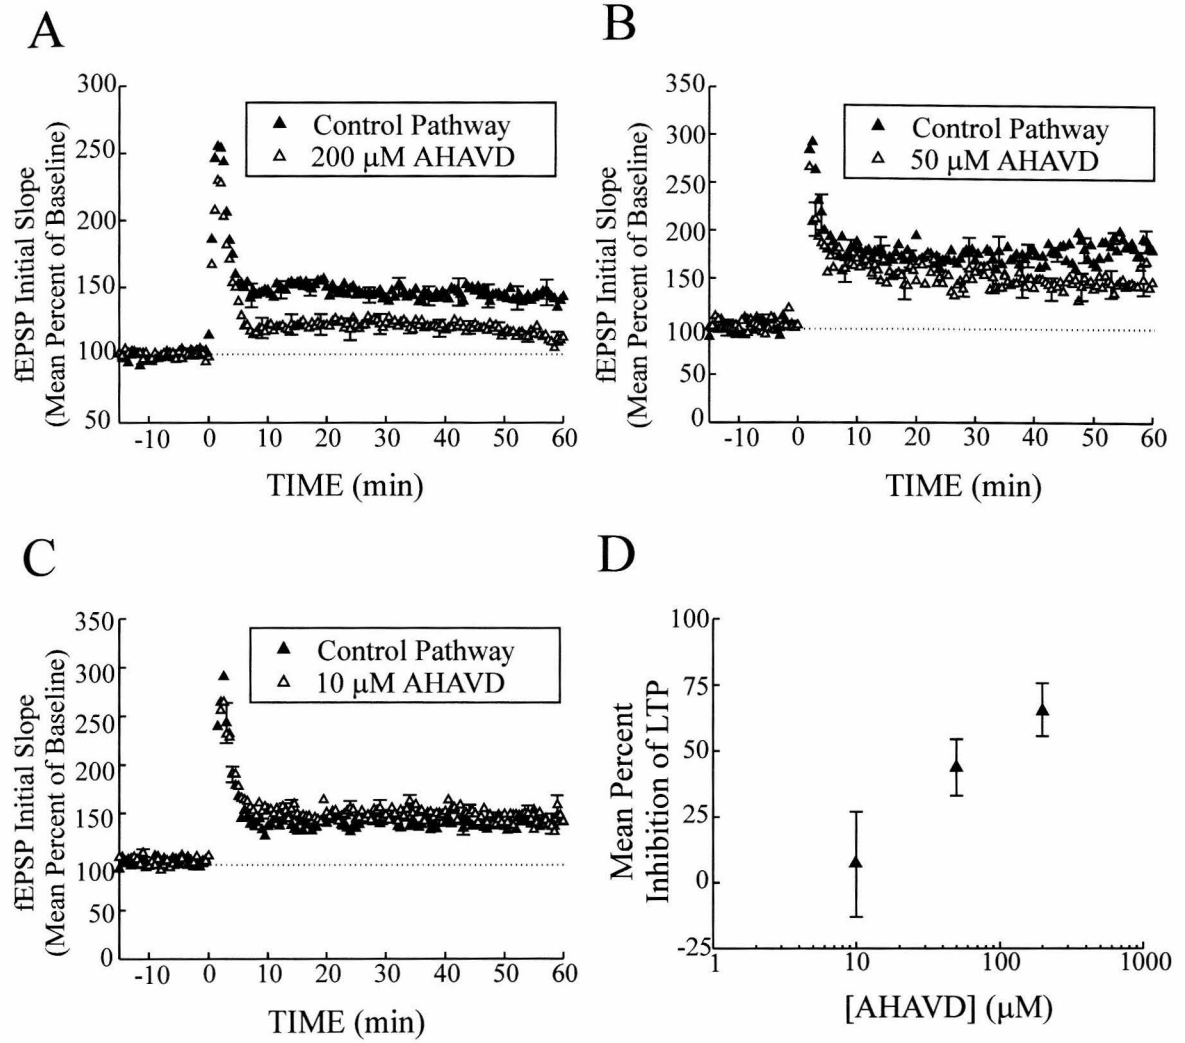 A
fEPSP Initial Slope
(Mean Percent of Baseline)
300
250
200
150
100
50
Control Pathway
200 µM AHAVD
-10 0 10 20 30 40 50 60
TIME (min)
B
fEPSP Initial Slope
(Mean Percent of Baseline)
350
300
250
200
150
100
50
0
Control Pathway
50 µM AHAVD
-10 0 10 20 30 40 50 60
TIME (min)
C
fEPSP Initial Slope
(Mean Percent of Baseline)
350
300
250
200
150
100
50
0
Control Pathway
10 µM AHAVD
-10 0 10 20 30 40 50 60
TIME (min)
D
Mean Percent
Inhibition of LTP
100
75
50
25
0
-25
1 10 100 1000
[AHAVD] (µM)